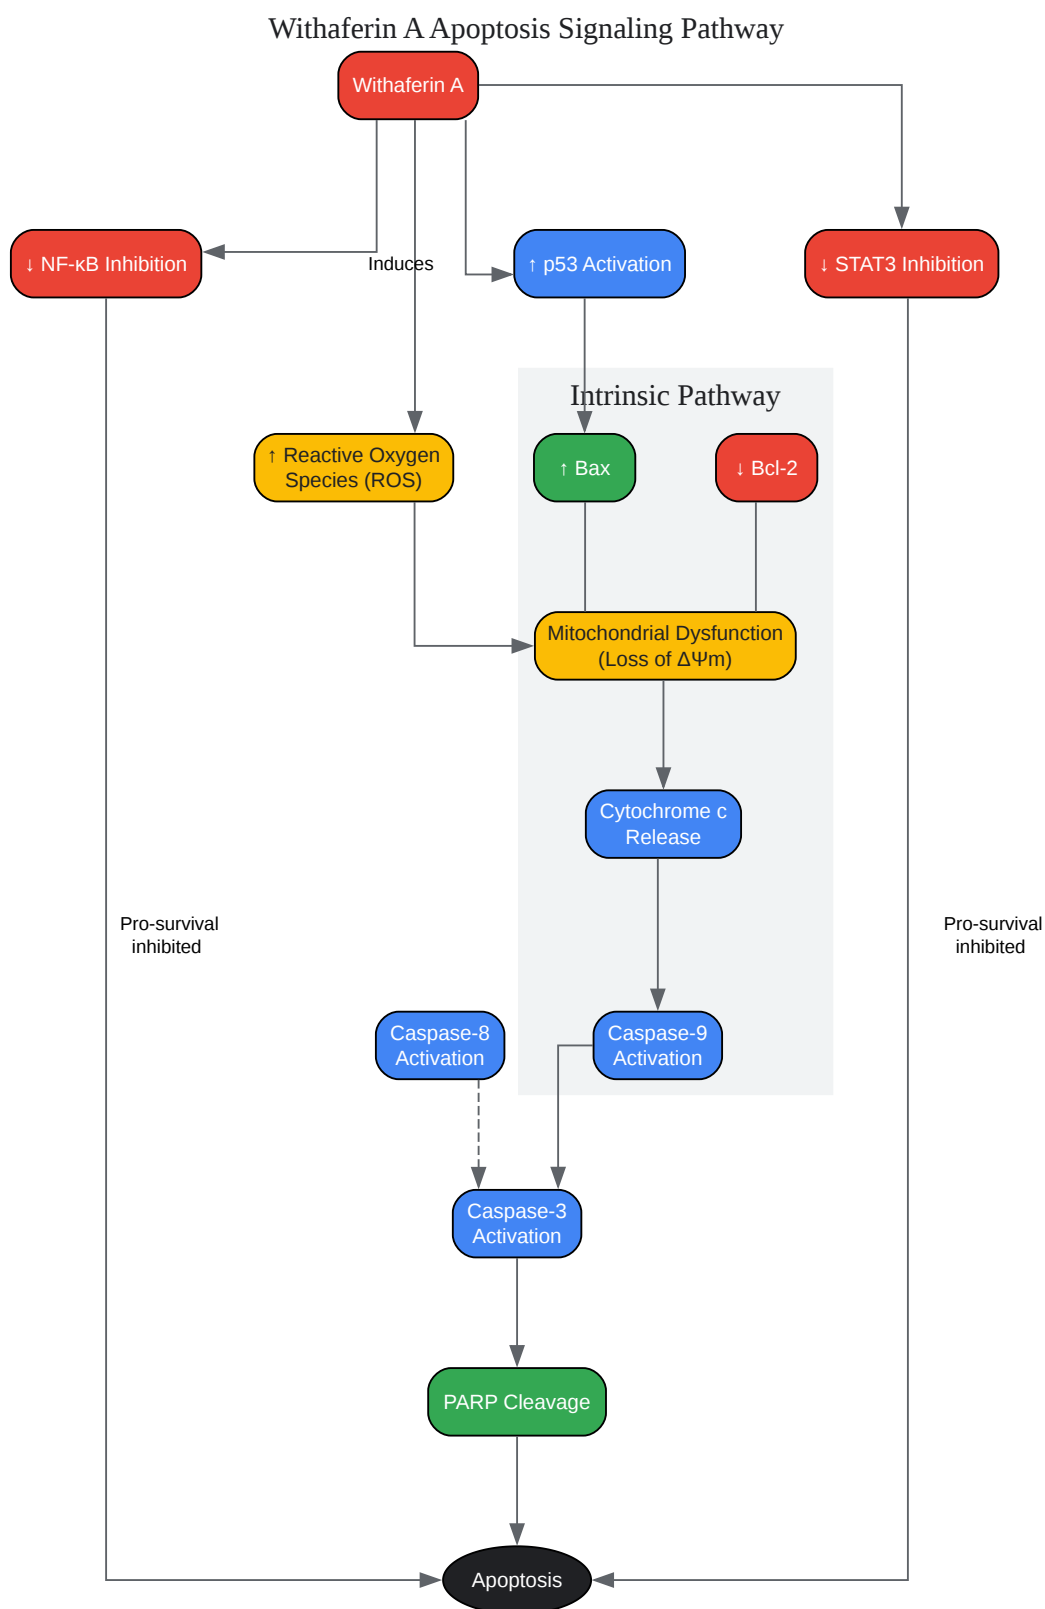 Withaferin A Apoptosis Signaling Pathway
Withaferin A
↓ NF-κB Inhibition
Induces
↑ p53 Activation
↓ STAT3 Inhibition
Intrinsic Pathway
↑ Reactive Oxygen
Species (ROS)
↑ Bax
↓ Bcl-2
Mitochondrial Dysfunction
(Loss of ΔΨm)
Cytochrome c
Release
Pro-survival
inhibited
Pro-survival
inhibited
Caspase-8
Activation
Caspase-9
Activation
Caspase-3
Activation
PARP Cleavage
Apoptosis